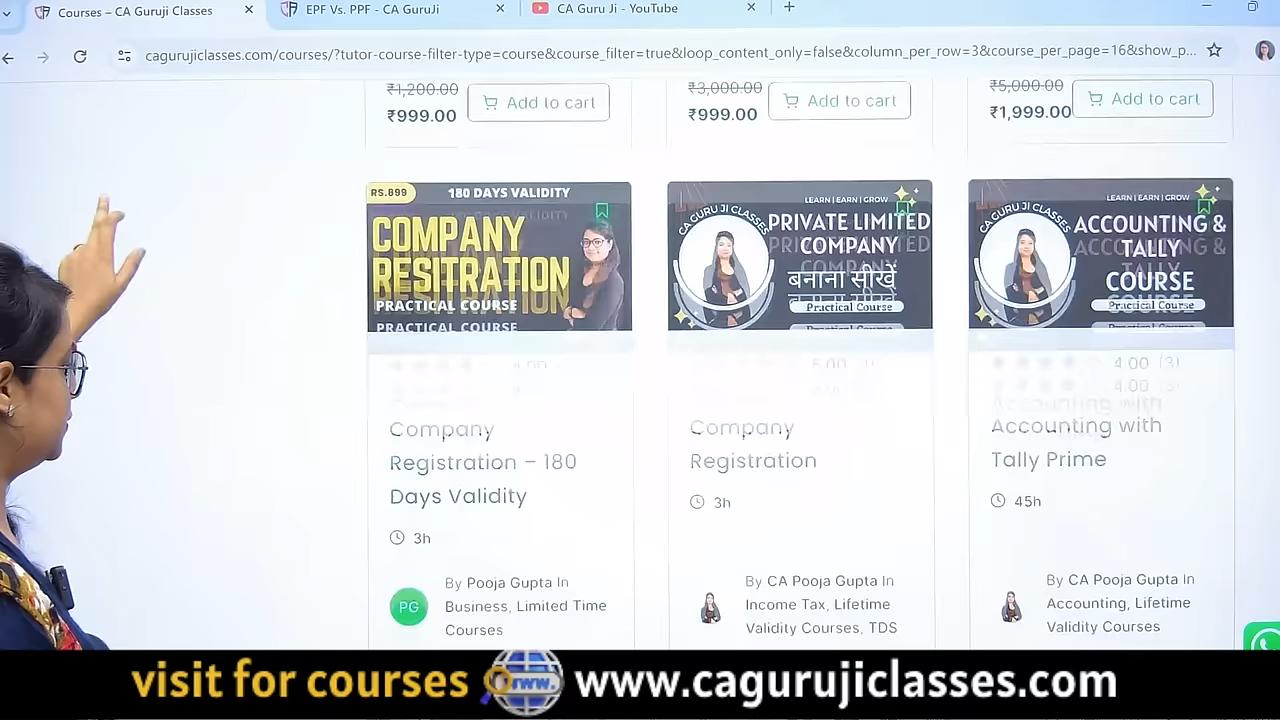 Courses – CA Guruji Classes
EPF Vs. PPF - CA GuruJi
CA Guru Ji - YouTube
cagurujiclasses.com/courses/?tutor-course-filter-type=course&course_filter=true&loop_content_only=false&column_per_row=3&course_per_page=16&show_p...
₹1,200.00
₹999.00
Add to cart
₹3,000.00
₹999.00
Add to cart
₹5,000.00
₹1,999.00
Add to cart
RS.899
180 DAYS VALIDITY
COMPANY
RESITRATION
PRACTICAL COURSE
PRACTICAL COURSE
LEARN | EARN | GROW
CA GURU JI CLASSES
PRIVATE LIMITED
COMPANY
बनाना सीखें
Practical Course
LEARN | EARN | GROW
CA GURU JI CLASSES
ACCOUNTING &
TALLY
COURSE
Practical Course
4.00 (3)
4.00
Company
Registration – 180
Days Validity
3h
PG
By Pooja Gupta In
Business, Limited Time
Courses
Company
Registration
3h
By CA Pooja Gupta In
Income Tax, Lifetime
Validity Courses, TDS
Accounting with
Accounting with
Tally Prime
45h
By CA Pooja Gupta In
Accounting, Lifetime
Validity Courses
visit for courses
www.
www.cagurujiclasses.com